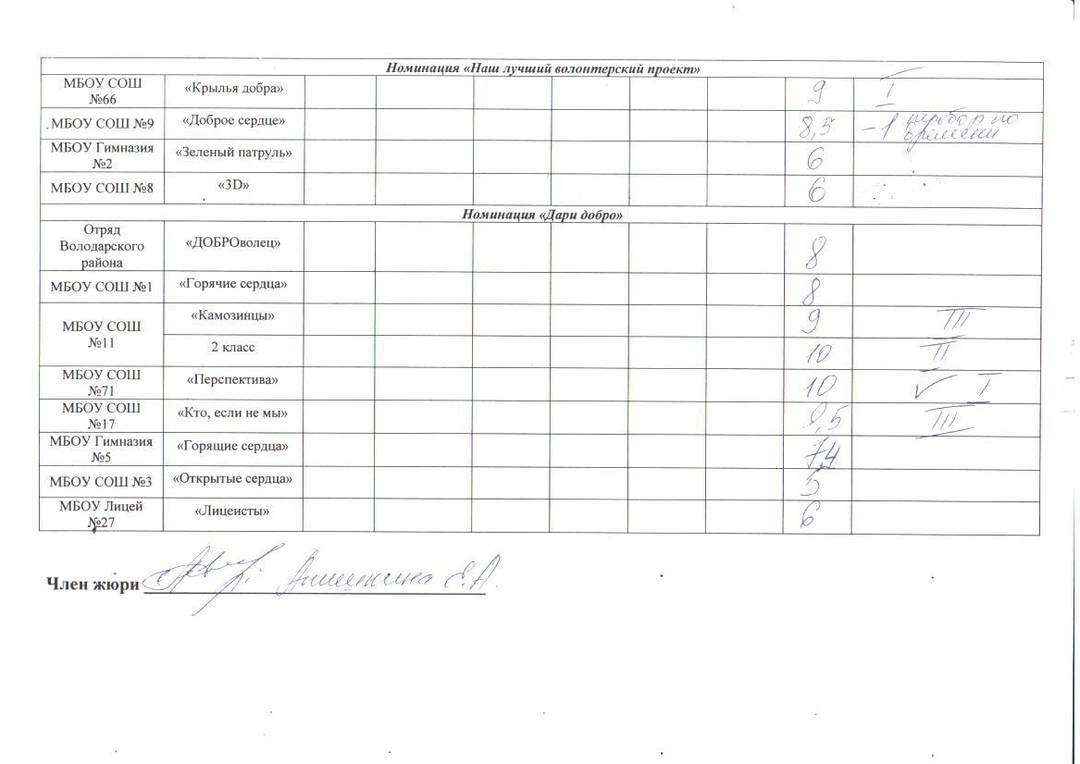 Номинация «Наш лучший волонтерский проект»
МБОУ СОШ №66 «Крылья добра» 9 I
МБОУ СОШ №9 «Доброе сердце» 8,5 -1 перебор по времени
МБОУ Гимназия №2 «Зеленый патруль» 6
МБОУ СОШ №8 «3D» 6
Номинация «Дари добро»
Отряд Володарского района «ДОБРОволец» 8
МБОУ СОШ №1 «Горячие сердца» 8
МБОУ СОШ №11 «Камозинцы» 9 III
2 класс 10 II
МБОУ СОШ №71 «Перспектива» 10 ✓ I
МБОУ СОШ №17 «Кто, если не мы» 9,5 III
МБОУ Гимназия №5 «Горящие сердца» 7,4
МБОУ СОШ №3 «Открытые сердца» 5
МБОУ Лицей №27 «Лицеисты» 6
Член жюри Анишкина Е.А.